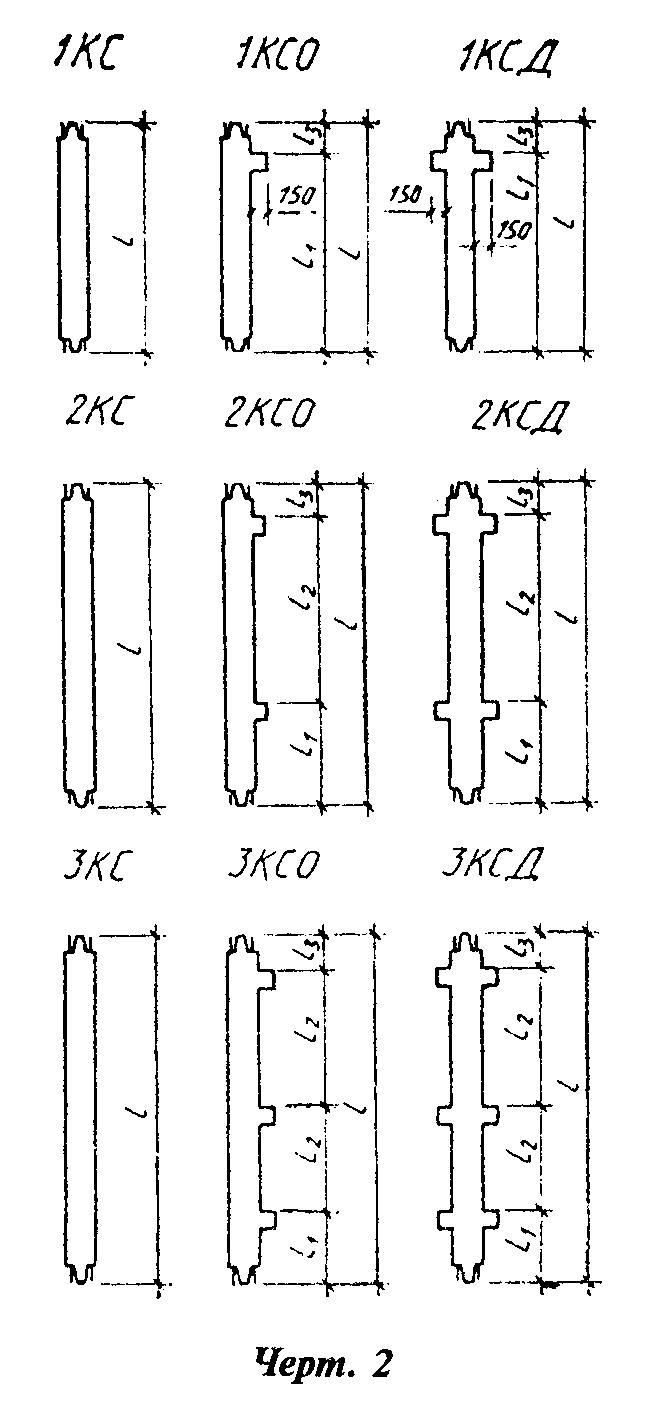 1КС 1КСО 1КСД
l l₃ l₁ l 150 150 l₃ l₁ 150 l
2КС 2КСО 2КСД
l l₃ l₂ l₁ l l₃ l₂ l₁ l
3КС 3КСО 3КСД
l l₃ l₂ l₂ l₁ l l₃ l₂ l₂ l₁ l
Черт. 2